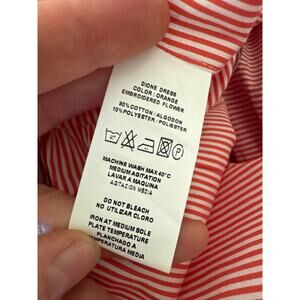 DIONE DRESS
COLOR: ORANGE
EMBROIDERED FLOWER
90% COTTON/ALGODON
10% POLYESTER/POLIESTER
P
MACHINE WASH MAX 40°C
MEDIUM AGITATION
LAVAR A MAQUINA
AGITACION MEDIA
DO NOT BLEACH
NO UTILIZAR CLORO
IRON AT MEDIUM SOLE
PLATE TEMPERATURE
PLANCHADO A
TEMPERATURA MEDIA